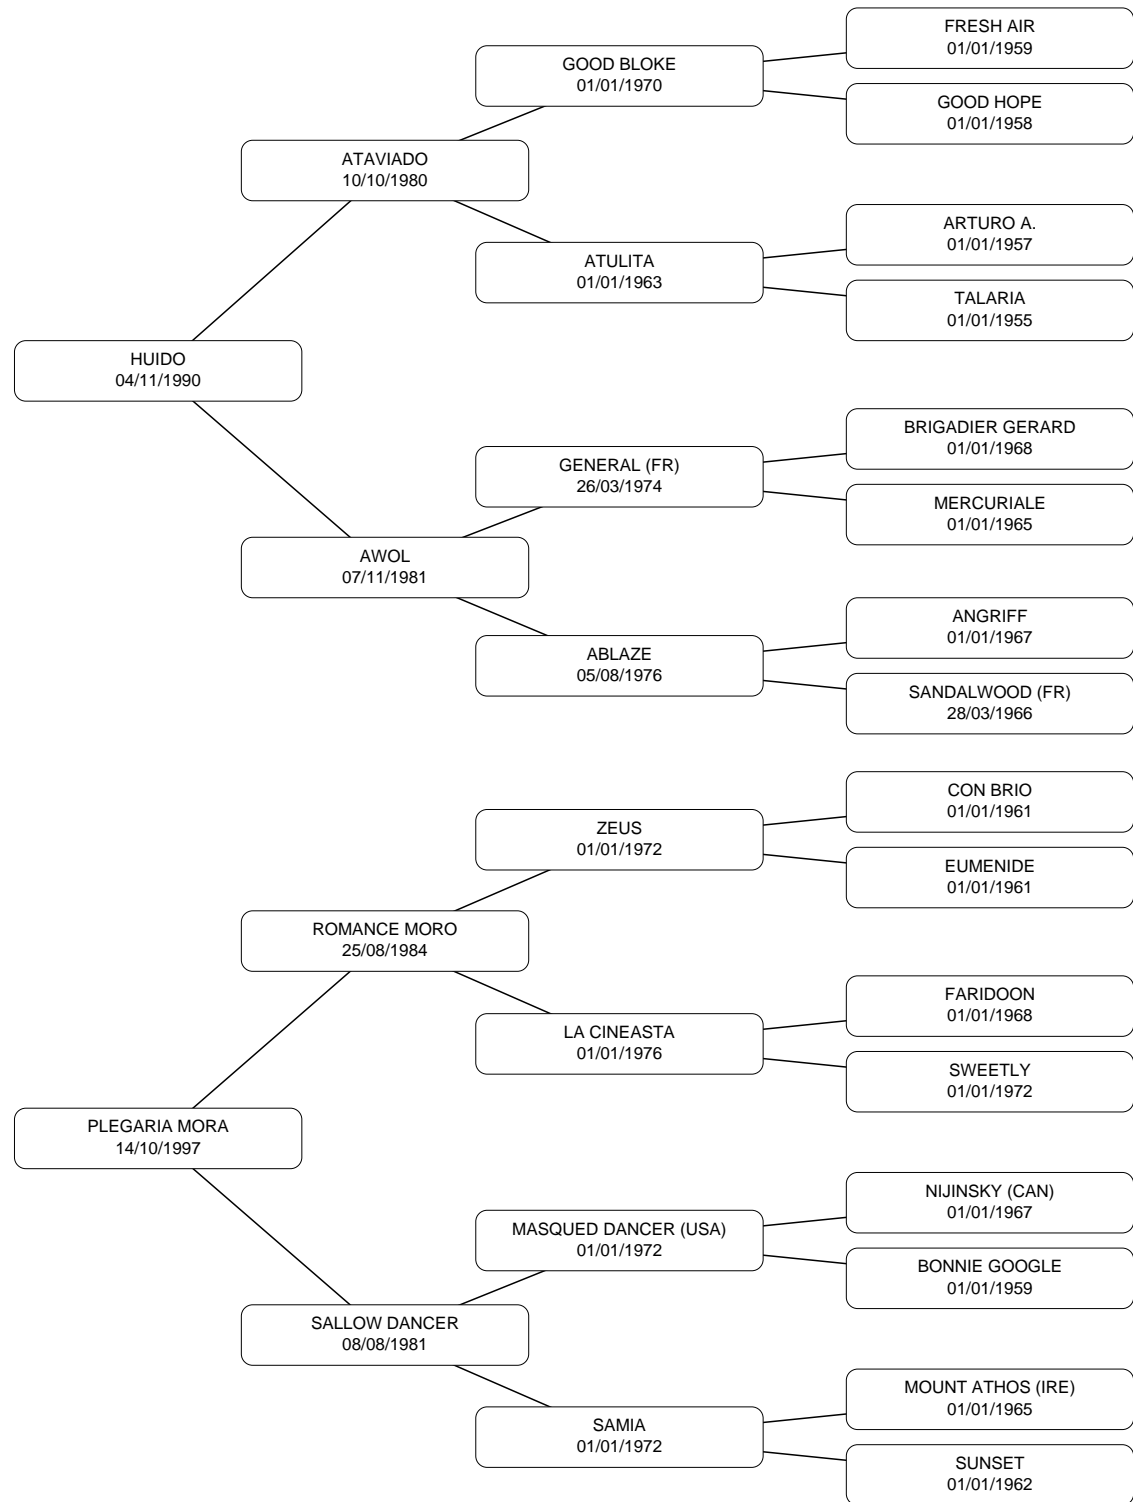 FRESH AIR
01/01/1959
GOOD BLOKE
01/01/1970
GOOD HOPE
01/01/1958
ATAVIADO
10/10/1980
ARTURO A.
01/01/1957
ATULITA
01/01/1963
TALARIA
01/01/1955
HUIDO
04/11/1990
BRIGADIER GERARD
01/01/1968
GENERAL (FR)
26/03/1974
MERCURIALE
01/01/1965
AWOL
07/11/1981
ANGRIFF
01/01/1967
ABLAZE
05/08/1976
SANDALWOOD (FR)
28/03/1966
CON BRIO
01/01/1961
ZEUS
01/01/1972
EUMENIDE
01/01/1961
ROMANCE MORO
25/08/1984
FARIDOON
01/01/1968
LA CINEASTA
01/01/1976
SWEETLY
01/01/1972
PLEGARIA MORA
14/10/1997
NIJINSKY (CAN)
01/01/1967
MASQUED DANCER (USA)
01/01/1972
BONNIE GOOGLE
01/01/1959
SALLOW DANCER
08/08/1981
MOUNT ATHOS (IRE)
01/01/1965
SAMIA
01/01/1972
SUNSET
01/01/1962